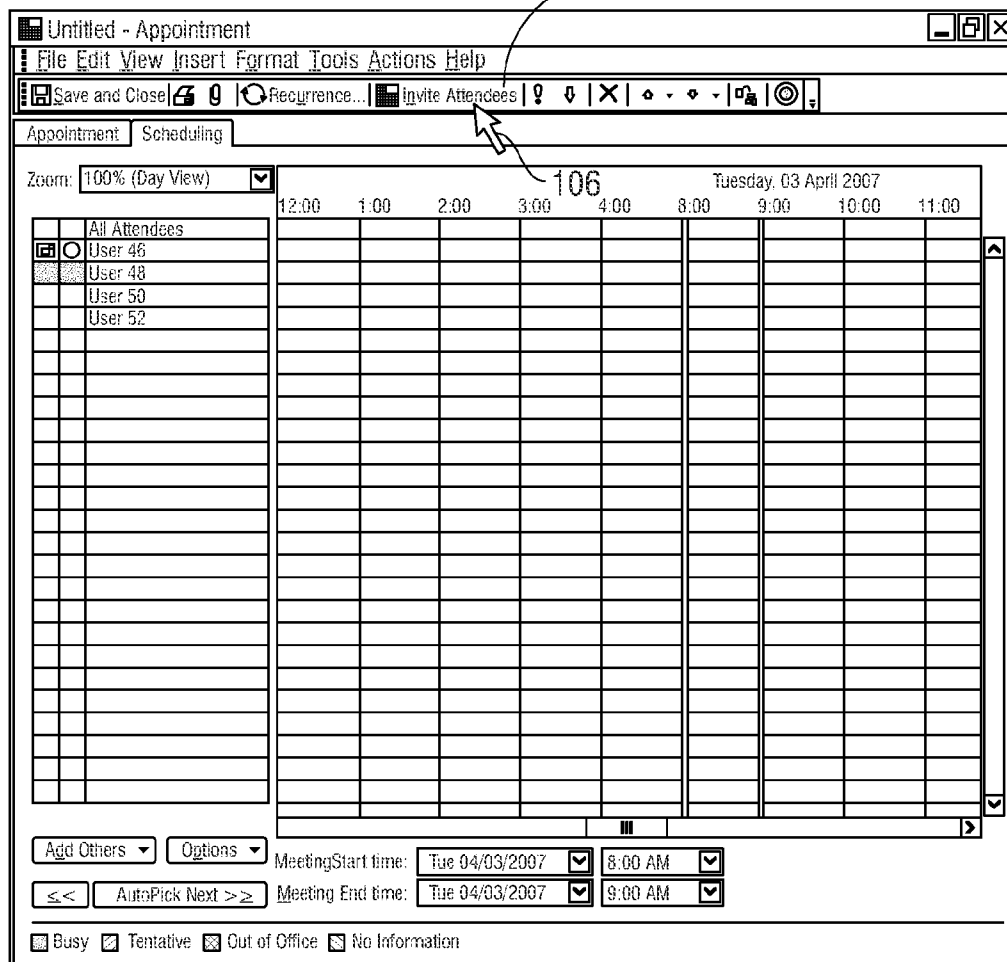 Untitled - Appointment
File Edit View Insert Format Tools Actions Help
Save and Close Recurrence... Invite Attendees
Appointment Scheduling
106
Zoom: 100% (Day View)
Tuesday, 03 April 2007
12:00 1:00 2:00 3:00 4:00 8:00 9:00 10:00 11:00
All Attendees
User 46
User 48
User 50
User 52
Add Others Options
MeetingStart time: Tue 04/03/2007 8:00 AM
<< AutoPick Next >> Meeting End time: Tue 04/03/2007 9:00 AM
Busy Tentative Out of Office No Information